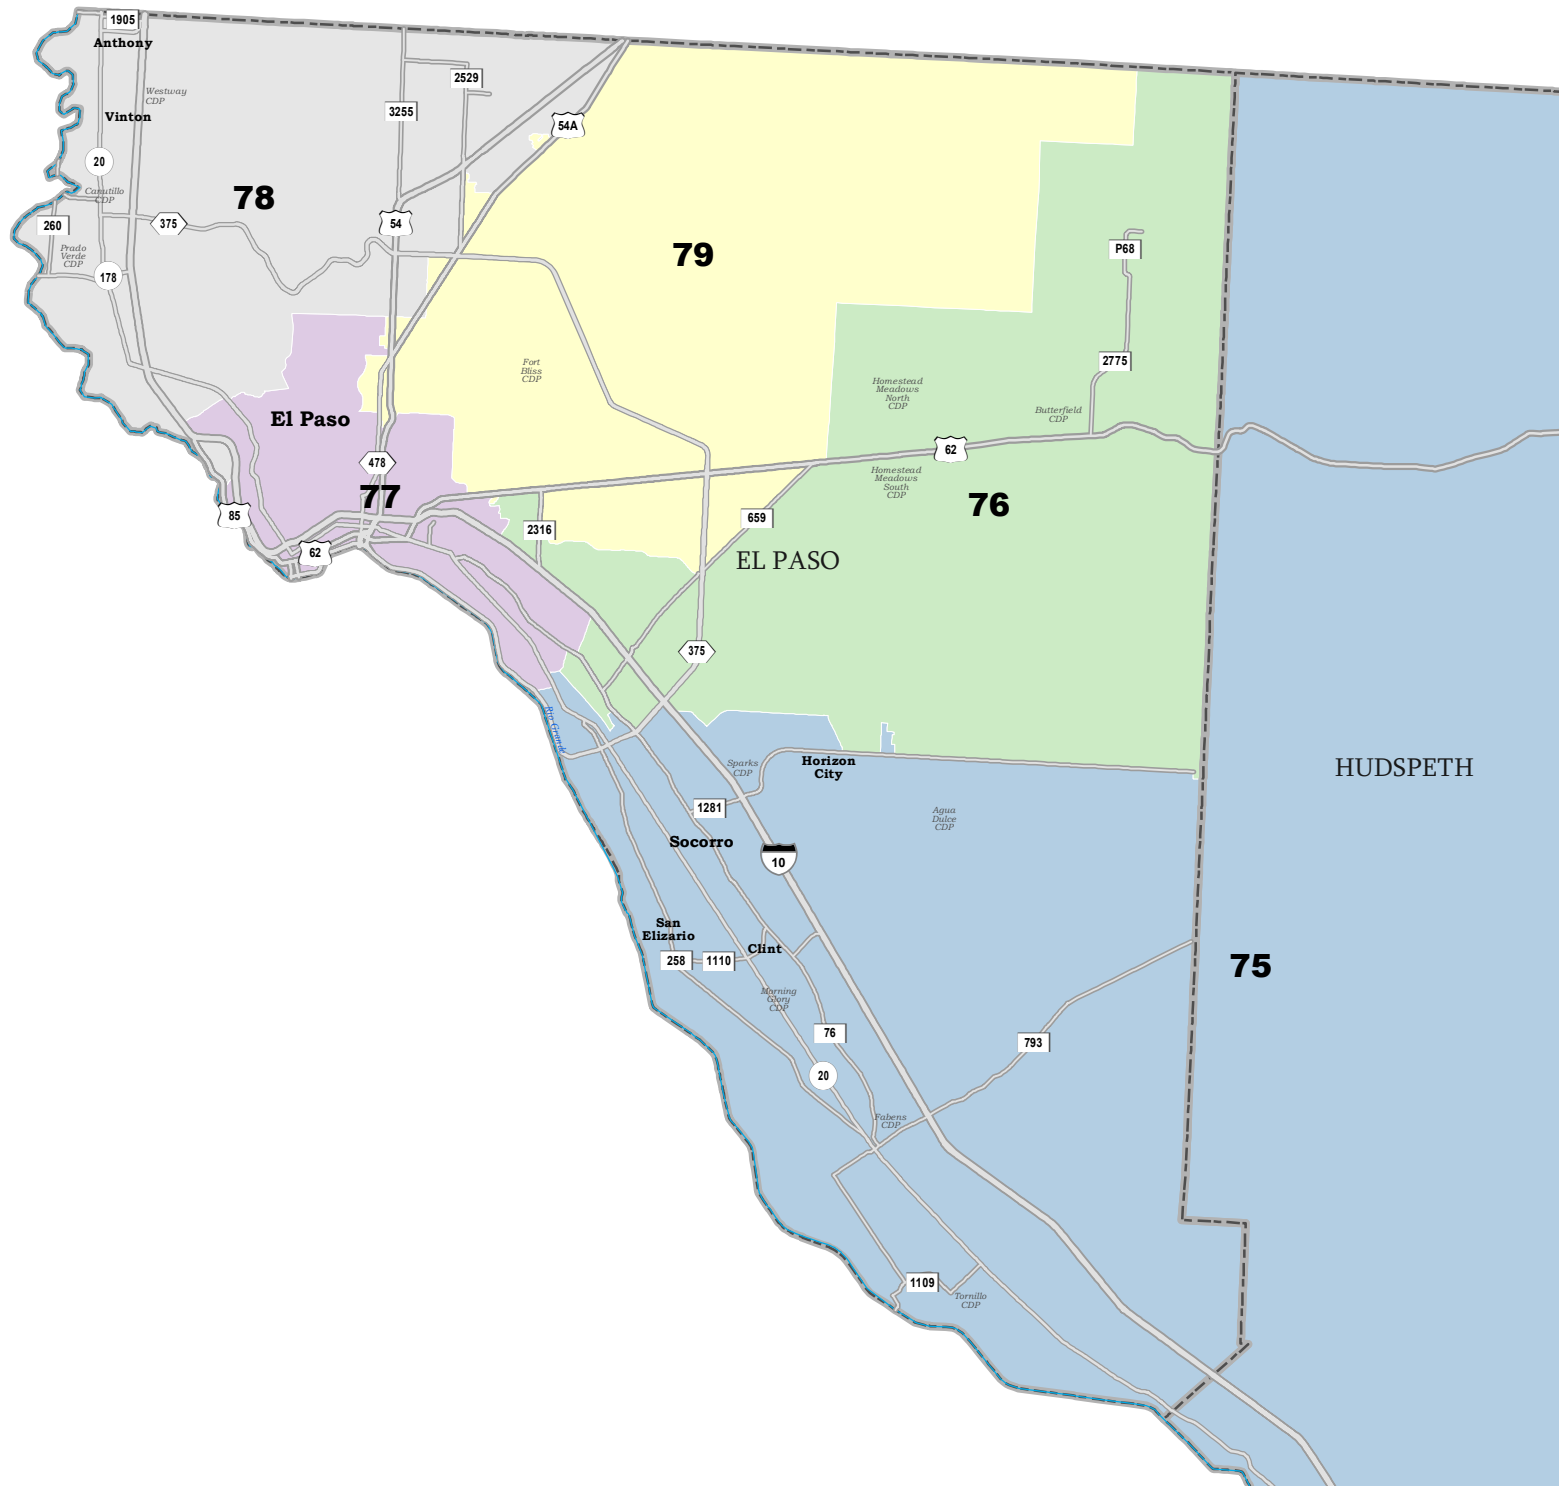 1905
Anthony
2529
Westway
CDP
3255
Vinton
54A
20
Canutillo
CDP
78
260
375
54
Prado
Verde
CDP
79
P68
178
Fort
Bliss
CDP
2775
Homestead
Meadows
North
CDP
Butterfield
CDP
El Paso
62
478
Homestead
Meadows
South
CDP
77
76
85
2316
659
62
EL PASO
375
Rio Grande
Sparks
CDP
Horizon
City
HUDSPETH
1281
Agua
Dulce
CDP
Socorro
10
San
Elizario
Clint
258
1110
75
Morning
Glory
CDP
76
793
20
Fabens
CDP
1109
Tornillo
CDP